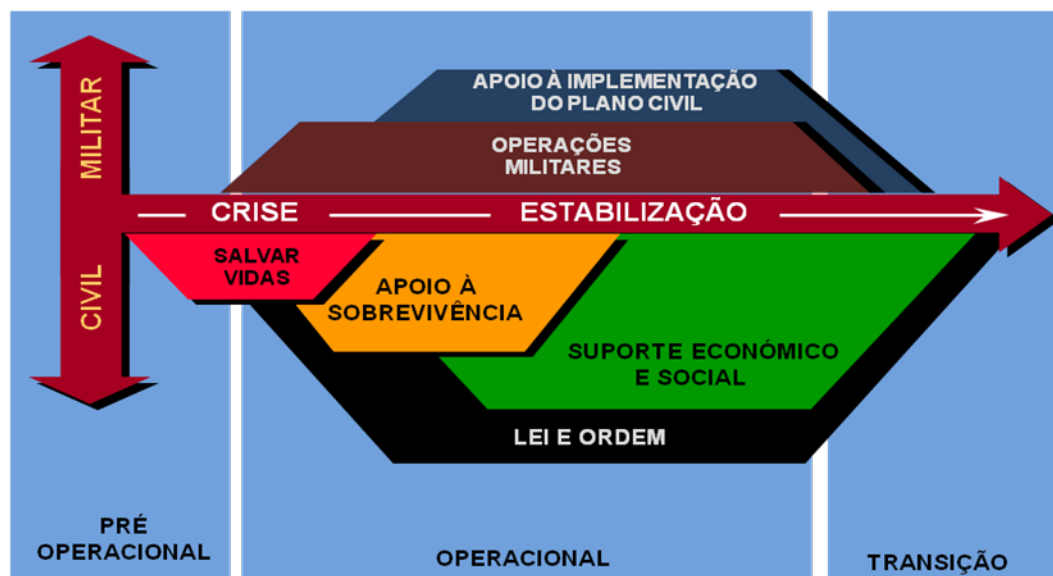 MILITAR
CIVIL
APOIO À IMPLEMENTAÇÃO
DO PLANO CIVIL
OPERAÇÕES
MILITARES
CRISE
ESTABILIZAÇÃO
SALVAR
VIDAS
APOIO À
SOBREVIVÊNCIA
SUPORTE ECONÓMICO
E SOCIAL
LEI E ORDEM
PRÉ
OPERACIONAL
OPERACIONAL
TRANSIÇÃO